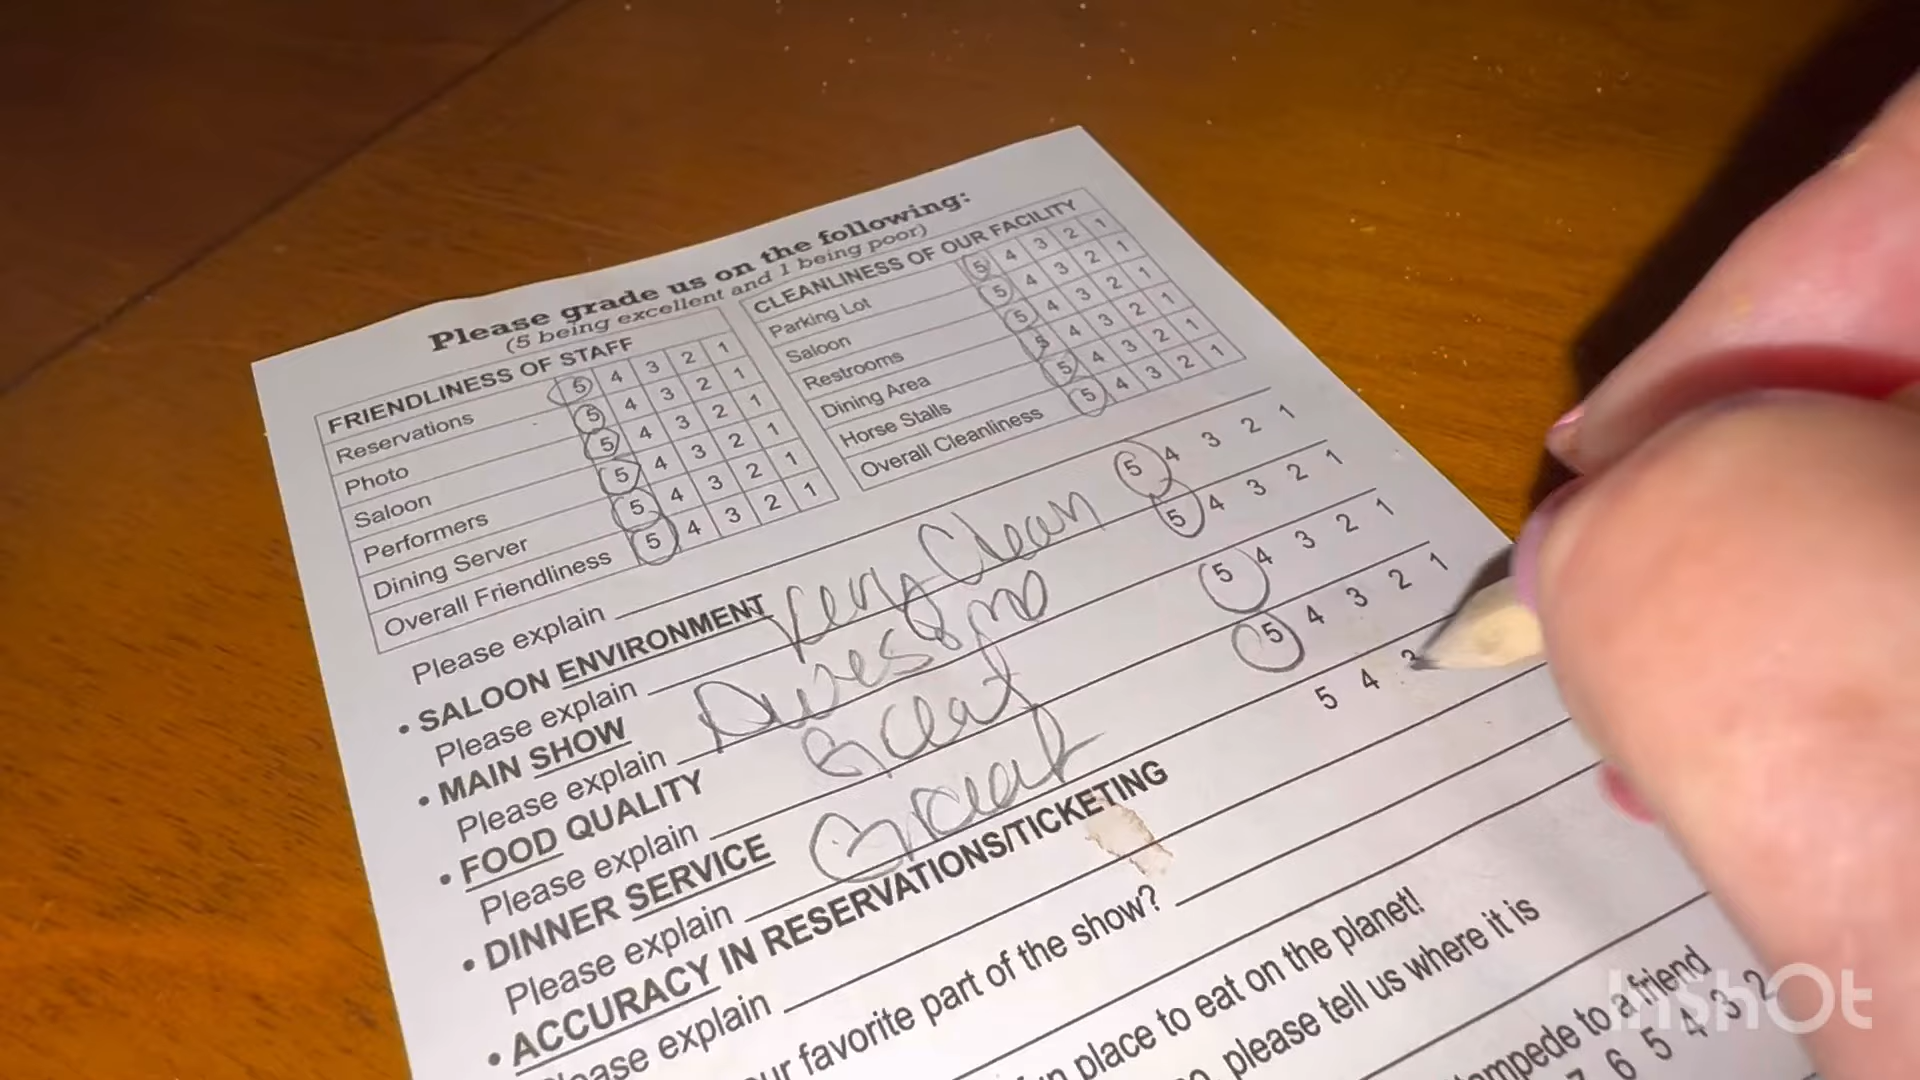 Please grade us on the following:
(5 being excellent and 1 being poor)
FRIENDLINESS OF STAFF
Reservations 5 4 3 2 1
Photo 5 4 3 2 1
Saloon 5 4 3 2 1
Performers 5 4 3 2 1
Dining Server 5 4 3 2 1
Overall Friendliness 5 4 3 2 1
CLEANLINESS OF OUR FACILITY
Parking Lot 5 4 3 2 1
Saloon 5 4 3 2 1
Restrooms 5 4 3 2 1
Dining Area 5 4 3 2 1
Horse Stalls 5 4 3 2 1
Overall Cleanliness 5 4 3 2 1
Please explain
• SALOON ENVIRONMENT 5 4 3 2 1
Please explain Very Clean
• MAIN SHOW 5 4 3 2 1
Please explain
• FOOD QUALITY 5 4 3 2 1
Please explain Great
• DINNER SERVICE 5 4 3 2 1
Please explain Great
• ACCURACY IN RESERVATIONS/TICKETING 5 4 3
ease explain
ur favorite part of the show?
n place to eat on the planet!
o, please tell us where it is
mpede to a friend
7 6 5 4 3 2
InShOt